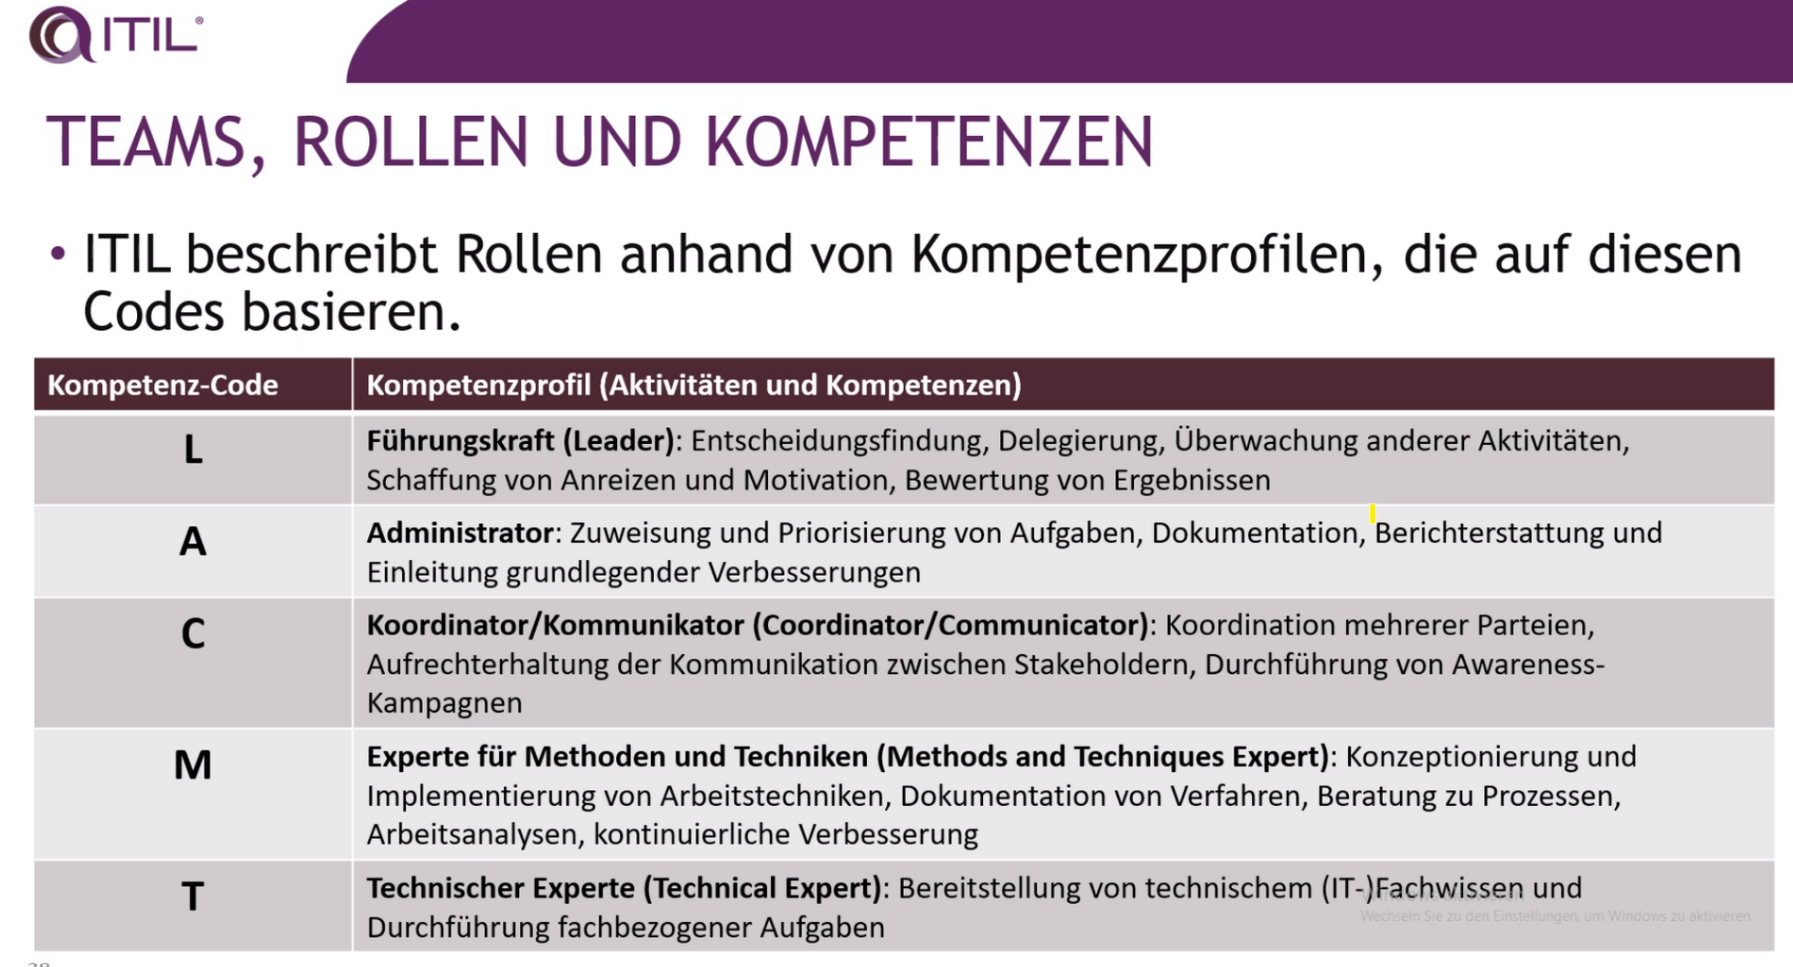 ITIL®
TEAMS, ROLLEN UND KOMPETENZEN
• ITIL beschreibt Rollen anhand von Kompetenzprofilen, die auf diesen
Codes basieren.
Kompetenz-Code
Kompetenzprofil (Aktivitäten und Kompetenzen)
L
Führungskraft (Leader): Entscheidungsfindung, Delegierung, Überwachung anderer Aktivitäten,
Schaffung von Anreizen und Motivation, Bewertung von Ergebnissen
A
Administrator: Zuweisung und Priorisierung von Aufgaben, Dokumentation, Berichterstattung und
Einleitung grundlegender Verbesserungen
C
Koordinator/Kommunikator (Coordinator/Communicator): Koordination mehrerer Parteien,
Aufrechterhaltung der Kommunikation zwischen Stakeholdern, Durchführung von Awareness-
Kampagnen
M
Experte für Methoden und Techniken (Methods and Techniques Expert): Konzeptionierung und
Implementierung von Arbeitstechniken, Dokumentation von Verfahren, Beratung zu Prozessen,
Arbeitsanalysen, kontinuierliche Verbesserung
T
Technischer Experte (Technical Expert): Bereitstellung von technischem (IT-)Fachwissen und
Durchführung fachbezogener Aufgaben
Windows aktivieren
Wechseln Sie zu den Einstellungen, um Windows zu aktivieren.